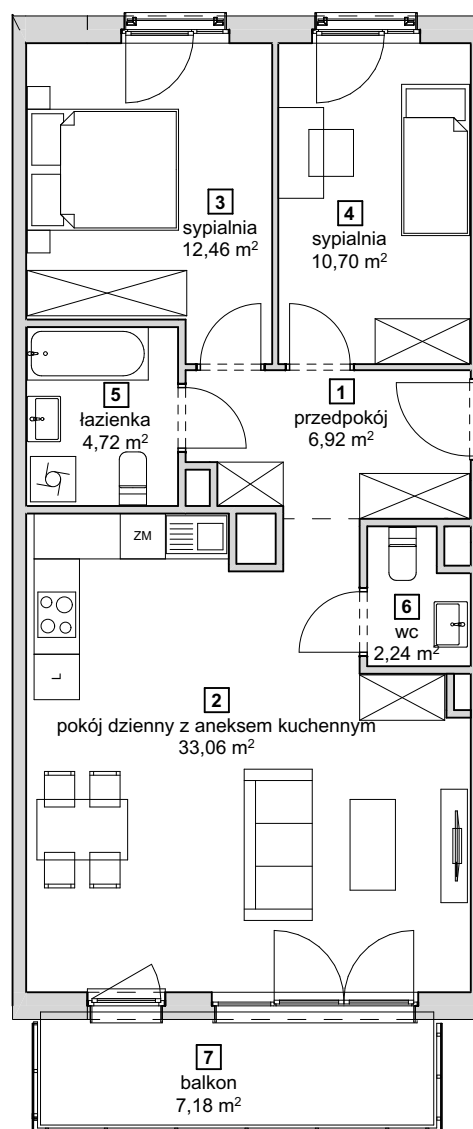 3
sypialnia
12,46 m²
4
sypialnia
10,70 m²
1
przedpokój
6,92 m²
5
łazienka
4,72 m²
ZM
6
wc
2,24 m²
L
2
pokój dzienny z aneksem kuchennym
33,06 m²
7
balkon
7,18 m²